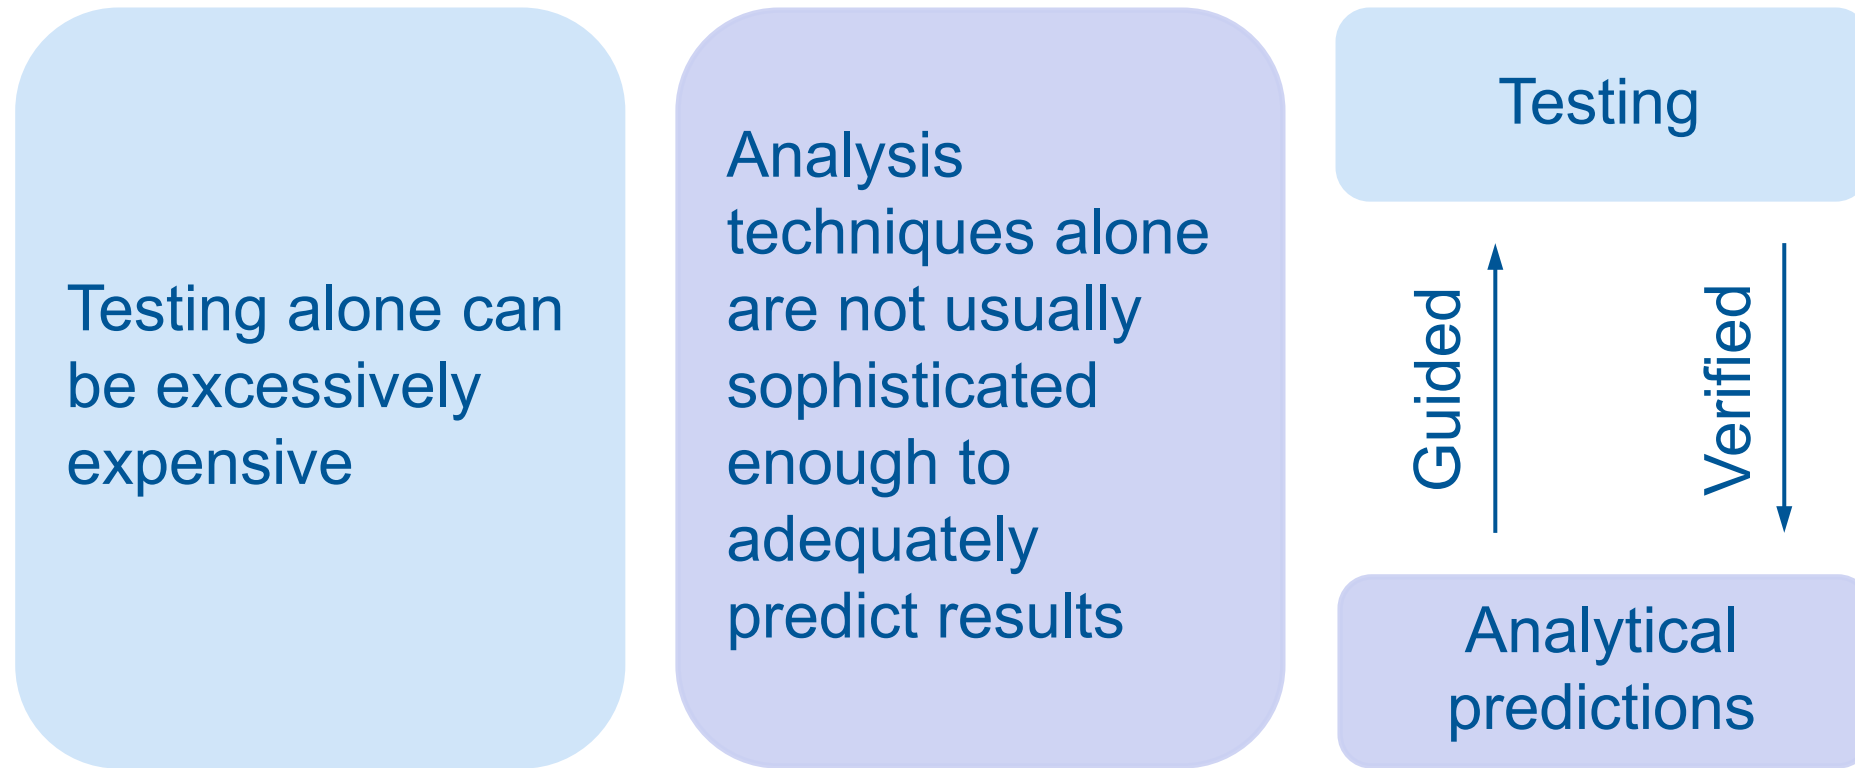 Testing alone can
be excessively
expensive
Analysis
techniques alone
are not usually
sophisticated
enough to
adequately
predict results
Testing
Guided
Verified
Analytical
predictions